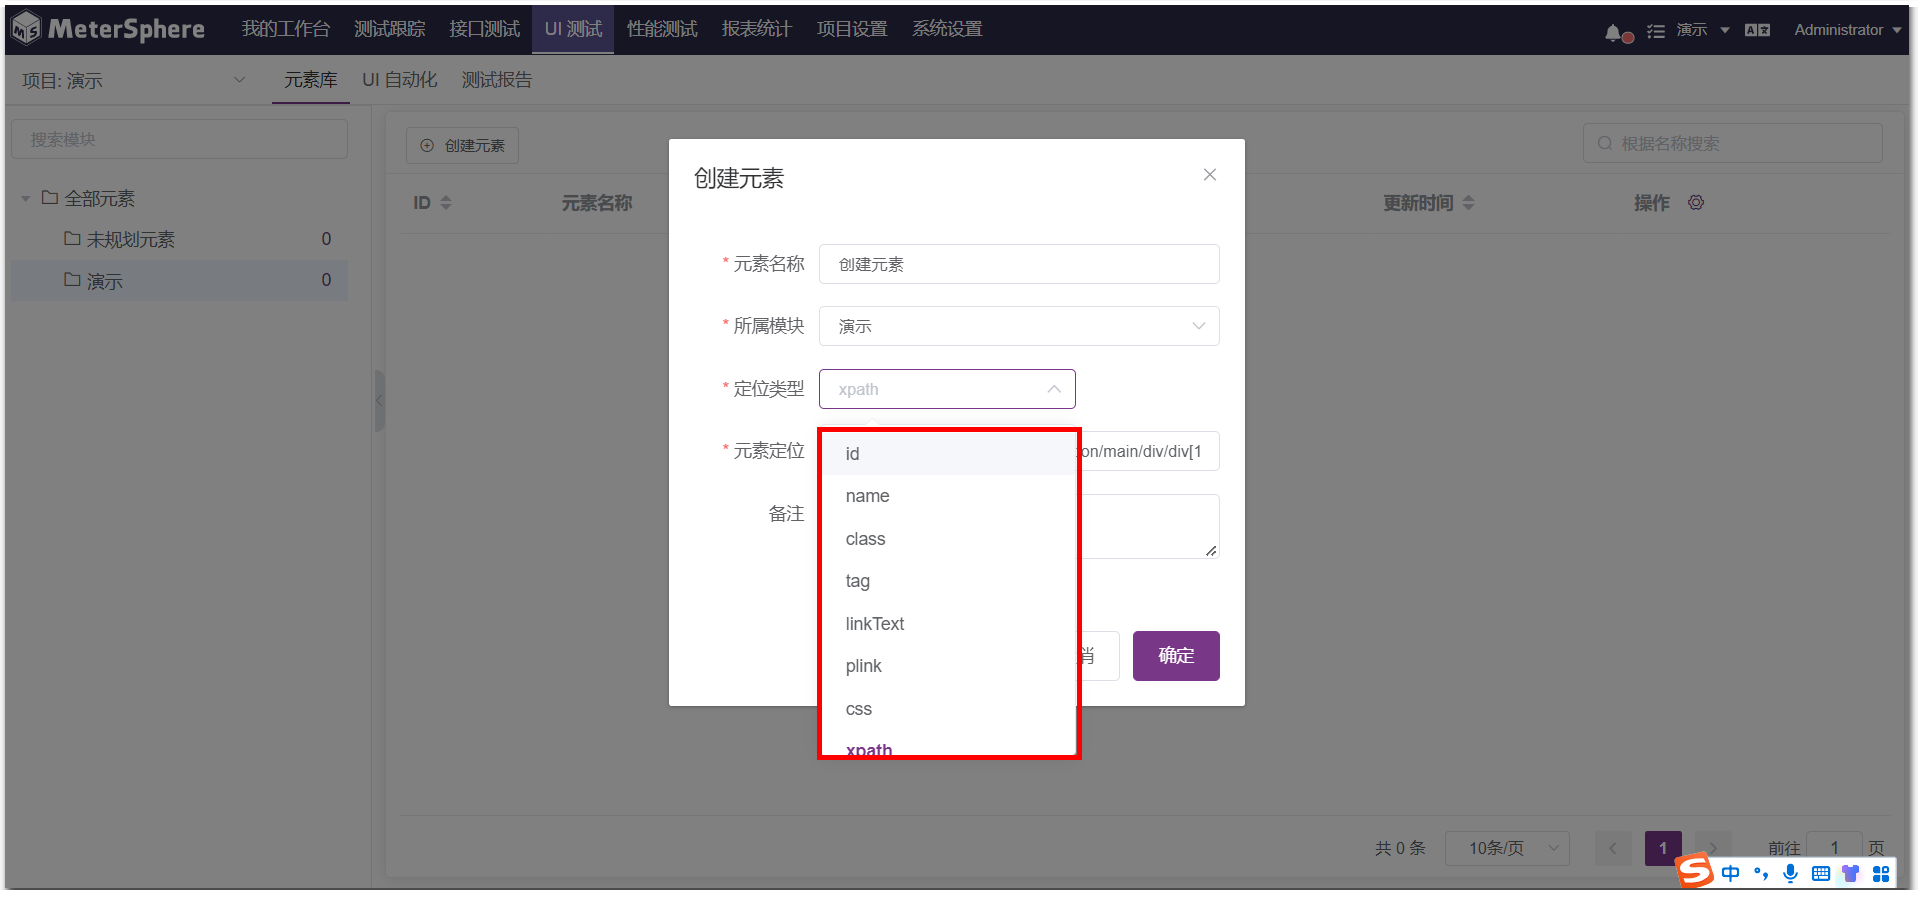 MeterSphere 我的工作台 测试跟踪 接口测试 UI 测试 性能测试 报表统计 项目设置 系统设置 演示 Administrator
项目: 演示 元素库 UI 自动化 测试报告
搜索模块
创建元素
根据名称搜索
全部元素
未规划元素 0
演示 0
ID 元素名称 更新时间 操作
创建元素
* 元素名称 创建元素
* 所属模块 演示
* 定位类型 xpath
* 元素定位 on/main/div/div[1
备注
id
name
class
tag
linkText
plink
css
xpath
消 确定
共 0 条 10条/页 1 前往 1 页
中